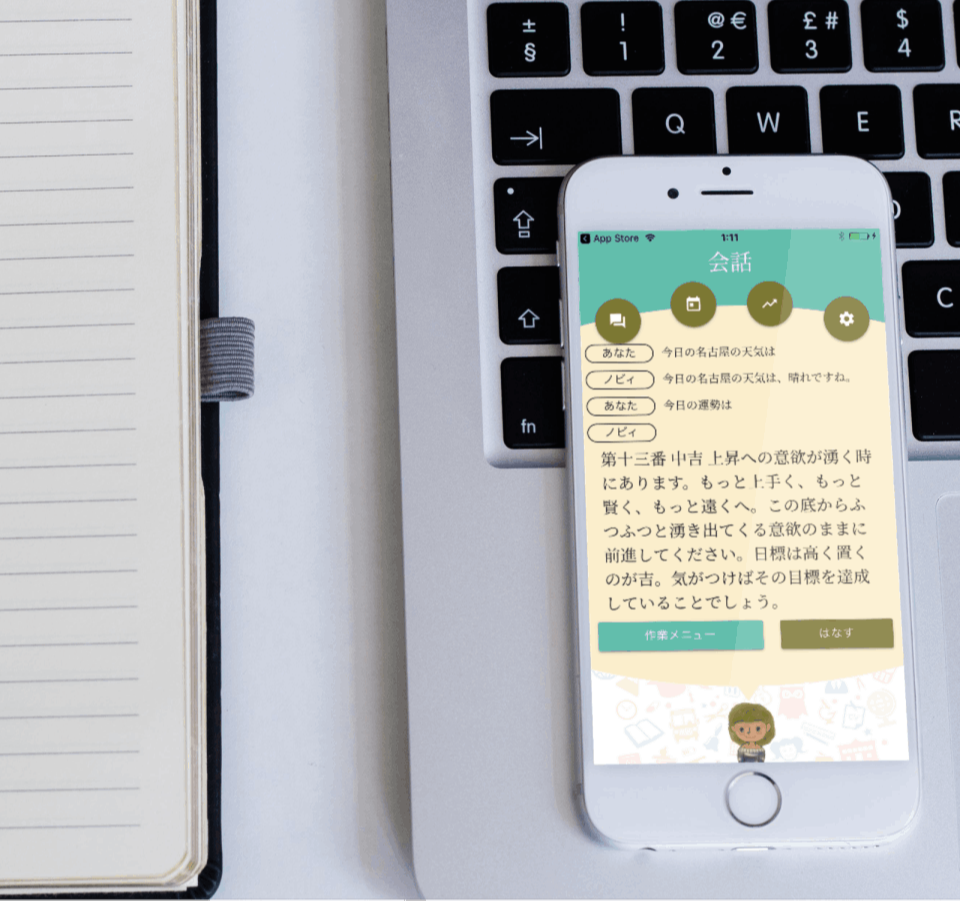 ± § ! 1 @ € 2 £ # 3 $ 4
Q W E R
App Store 1:11
会話
C
あなた 今日の名古屋の天気は
ノビィ 今日の名古屋の天気は、晴れですね。
あなた 今日の運勢は
ノビィ
fn
第十三番 中吉 上昇への意欲が湧く時
にあります。もっと上手く、もっと
賢く、もっと遠くへ。この底からふ
つふつと湧き出てくる意欲のままに
前進してください。日標は高く置く
のが吉。気がつけばその目標を達成
していることでしょう。
作業メニュー はなす